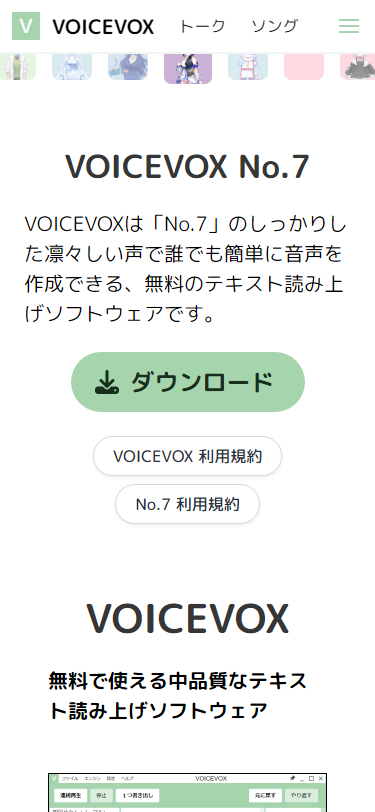 V VOICEVOX トーク ソング
VOICEVOX No.7
VOICEVOXは「No.7」のしっかりし
た凛々しい声で誰でも簡単に音声を
作成できる、無料のテキスト読み上
げソフトウェアです。
ダウンロード
VOICEVOX 利用規約
No.7 利用規約
VOICEVOX
無料で使える中品質なテキス
ト読み上げソフトウェア
V ファイル エンジン 設定 ヘルプ VOICEVOX
連続再生 停止 1つ書き出し 元に戻す やり直す